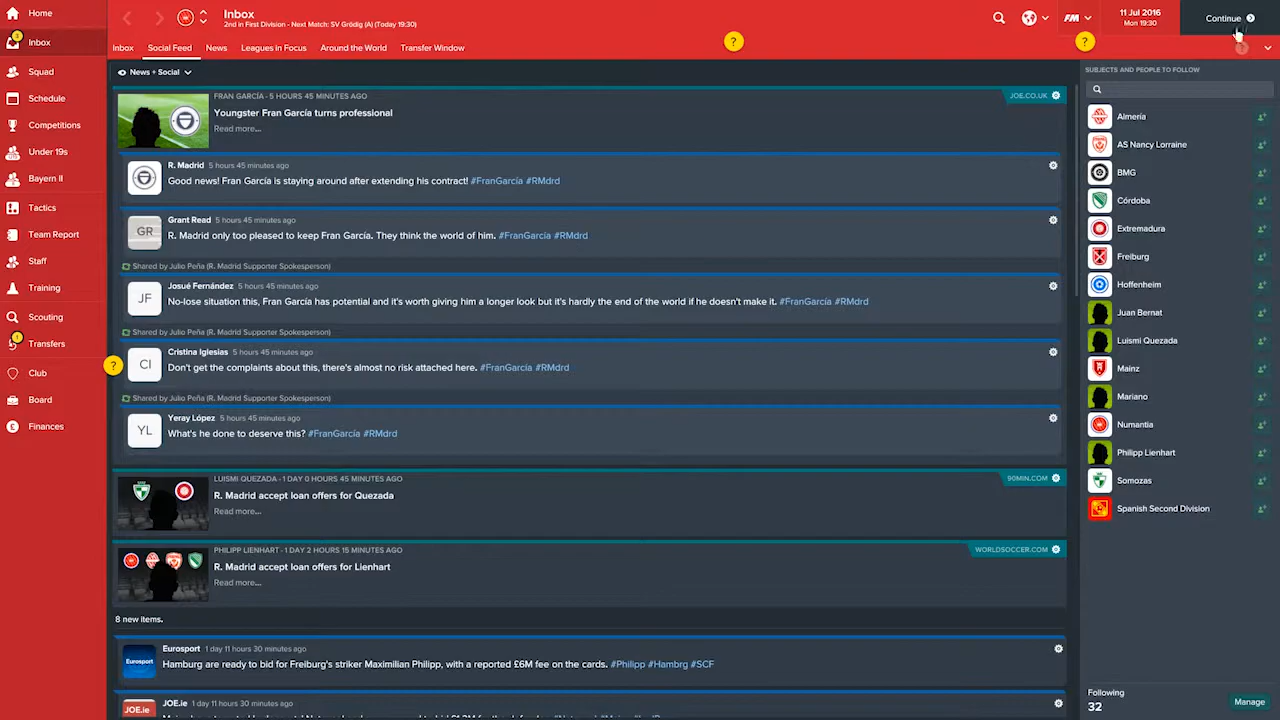 Home
3
Inbox
Squad
Schedule
Competitions
U19
Under 19s
Bayern II
Tactics
Team Report
Staff
Training
Scouting
1
Transfers
Club
Board
Finances
Inbox
2nd in First Division - Next Match: SV Grödig (A) (Today 19:30)
FM
11 Jul 2016
Mon 19:30
Continue
Inbox
Social Feed
News
Leagues in Focus
Around the World
Transfer Window
?
?
News + Social
FRAN GARCÍA - 5 HOURS 45 MINUTES AGO
JOE.CO.UK
Youngster Fran García turns professional
Read more...
R. Madrid 5 hours 45 minutes ago
Good news! Fran García is staying around after extending his contract! #FranGarcía #RMdrd
Grant Read 5 hours 45 minutes ago
GR
R. Madrid only too pleased to keep Fran García. They think the world of him. #FranGarcía #RMdrd
Shared by Julio Peña (R. Madrid Supporter Spokesperson)
Josué Fernández 5 hours 45 minutes ago
JF
No-lose situation this, Fran García has potential and it's worth giving him a longer look but it's hardly the end of the world if he doesn't make it. #FranGarcía #RMdrd
Shared by Julio Peña (R. Madrid Supporter Spokesperson)
Cristina Iglesias 5 hours 45 minutes ago
?
CI
Don't get the complaints about this, there's almost no risk attached here. #FranGarcía #RMdrd
Shared by Julio Peña (R. Madrid Supporter Spokesperson)
Yeray López 5 hours 45 minutes ago
YL
What's he done to deserve this? #FranGarcía #RMdrd
LUISMI QUEZADA - 1 DAY 0 HOURS 45 MINUTES AGO
90MIN.COM
R. Madrid accept loan offers for Quezada
Read more...
PHILIPP LIENHART - 1 DAY 2 HOURS 15 MINUTES AGO
WORLDSOCCER.COM
R. Madrid accept loan offers for Lienhart
Read more...
8 new items.
Eurosport 1 day 11 hours 30 minutes ago
Eurosport
Hamburg are ready to bid for Freiburg's striker Maximilian Philipp, with a reported £6M fee on the cards. #Philipp #Hambrg #SCF
JOE.ie 1 day 11 hours 30 minutes ago
JOE.ie
SUBJECTS AND PEOPLE TO FOLLOW
Almería
AS Nancy Lorraine
BMG
Córdoba
Extremadura
Freiburg
Hoffenheim
Juan Bernat
Luismi Quezada
Mainz
Mariano
Numantia
Philipp Lienhart
Somozas
Spanish Second Division
Following
32
Manage